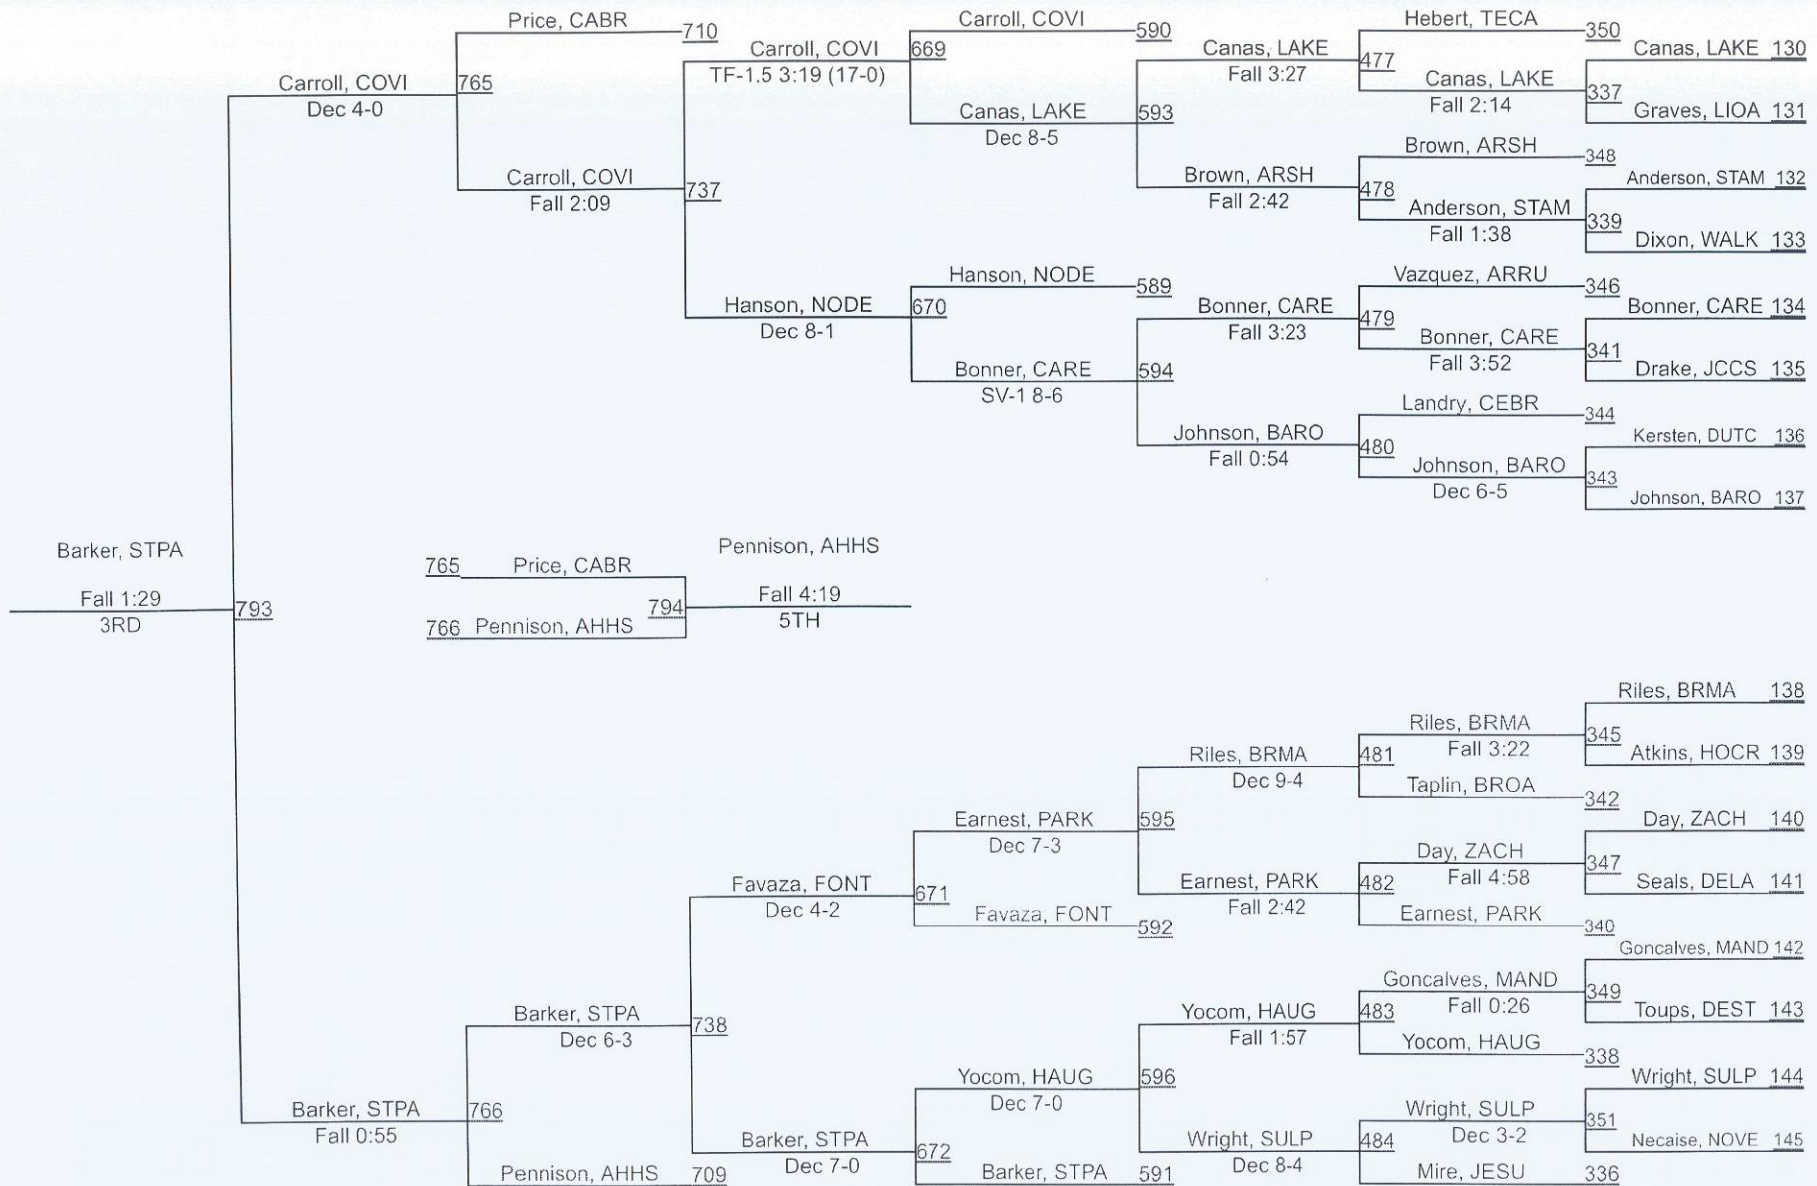 Price, CABR 710
Carroll, COVI 590
Hebert, TECA 350
Carroll, COVI 669
TF-1.5 3:19 (17-0)
Canas, LAKE 477
Fall 3:27
Canas, LAKE 130
Carroll, COVI 765
Dec 4-0
Canas, LAKE 337
Fall 2:14
Graves, LIOA 131
Canas, LAKE 593
Dec 8-5
Brown, ARSH 348
Carroll, COVI 737
Fall 2:09
Brown, ARSH 478
Fall 2:42
Anderson, STAM 132
Anderson, STAM 339
Fall 1:38
Dixon, WALK 133
Hanson, NODE 589
Vazquez, ARRU 346
Hanson, NODE 670
Dec 8-1
Bonner, CARE 479
Fall 3:23
Bonner, CARE 134
Bonner, CARE 341
Fall 3:52
Drake, JCCS 135
Bonner, CARE 594
SV-1 8-6
Landry, CEBR 344
Johnson, BARO 480
Fall 0:54
Kersten, DUTC 136
Johnson, BARO 343
Dec 6-5
Johnson, BARO 137
Barker, STPA
Fall 1:29 793
3RD
765 Price, CABR
Pennison, AHHS
794 Fall 4:19
5TH
766 Pennison, AHHS
Riles, BRMA 138
Riles, BRMA 345
Fall 3:22
Atkins, HOCR 139
Riles, BRMA 481
Dec 9-4
Taplin, BROA 342
Earnest, PARK 595
Dec 7-3
Day, ZACH 140
Day, ZACH 347
Fall 4:58
Seals, DELA 141
Favaza, FONT 671
Dec 4-2
Earnest, PARK 482
Fall 2:42
Favaza, FONT 592
Earnest, PARK 340
Goncalves, MAND 142
Goncalves, MAND 349
Fall 0:26
Toups, DEST 143
Barker, STPA 738
Dec 6-3
Yocom, HAUG 483
Fall 1:57
Yocom, HAUG 338
Yocom, HAUG 596
Dec 7-0
Wright, SULP 144
Barker, STPA 766
Fall 0:55
Wright, SULP 351
Dec 3-2
Necaise, NOVE 145
Barker, STPA 672
Dec 7-0
Wright, SULP 484
Dec 8-4
Pennison, AHHS 709
Barker, STPA 591
Mire, JESU 336